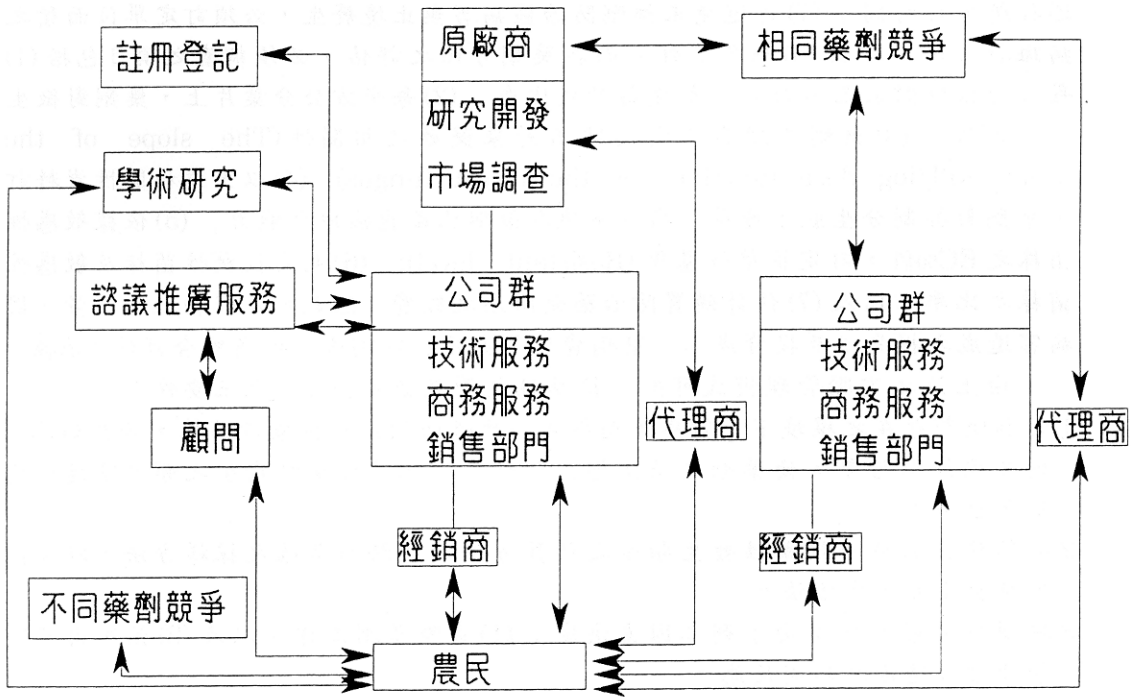 原廠商
研究開發
市場調查
相同藥劑競爭
註冊登記
學術研究
諮議推廣服務
顧問
公司群
技術服務
商務服務
銷售部門
代理商
公司群
技術服務
商務服務
銷售部門
代理商
經銷商
經銷商
不同藥劑競爭
農民
The slope of the